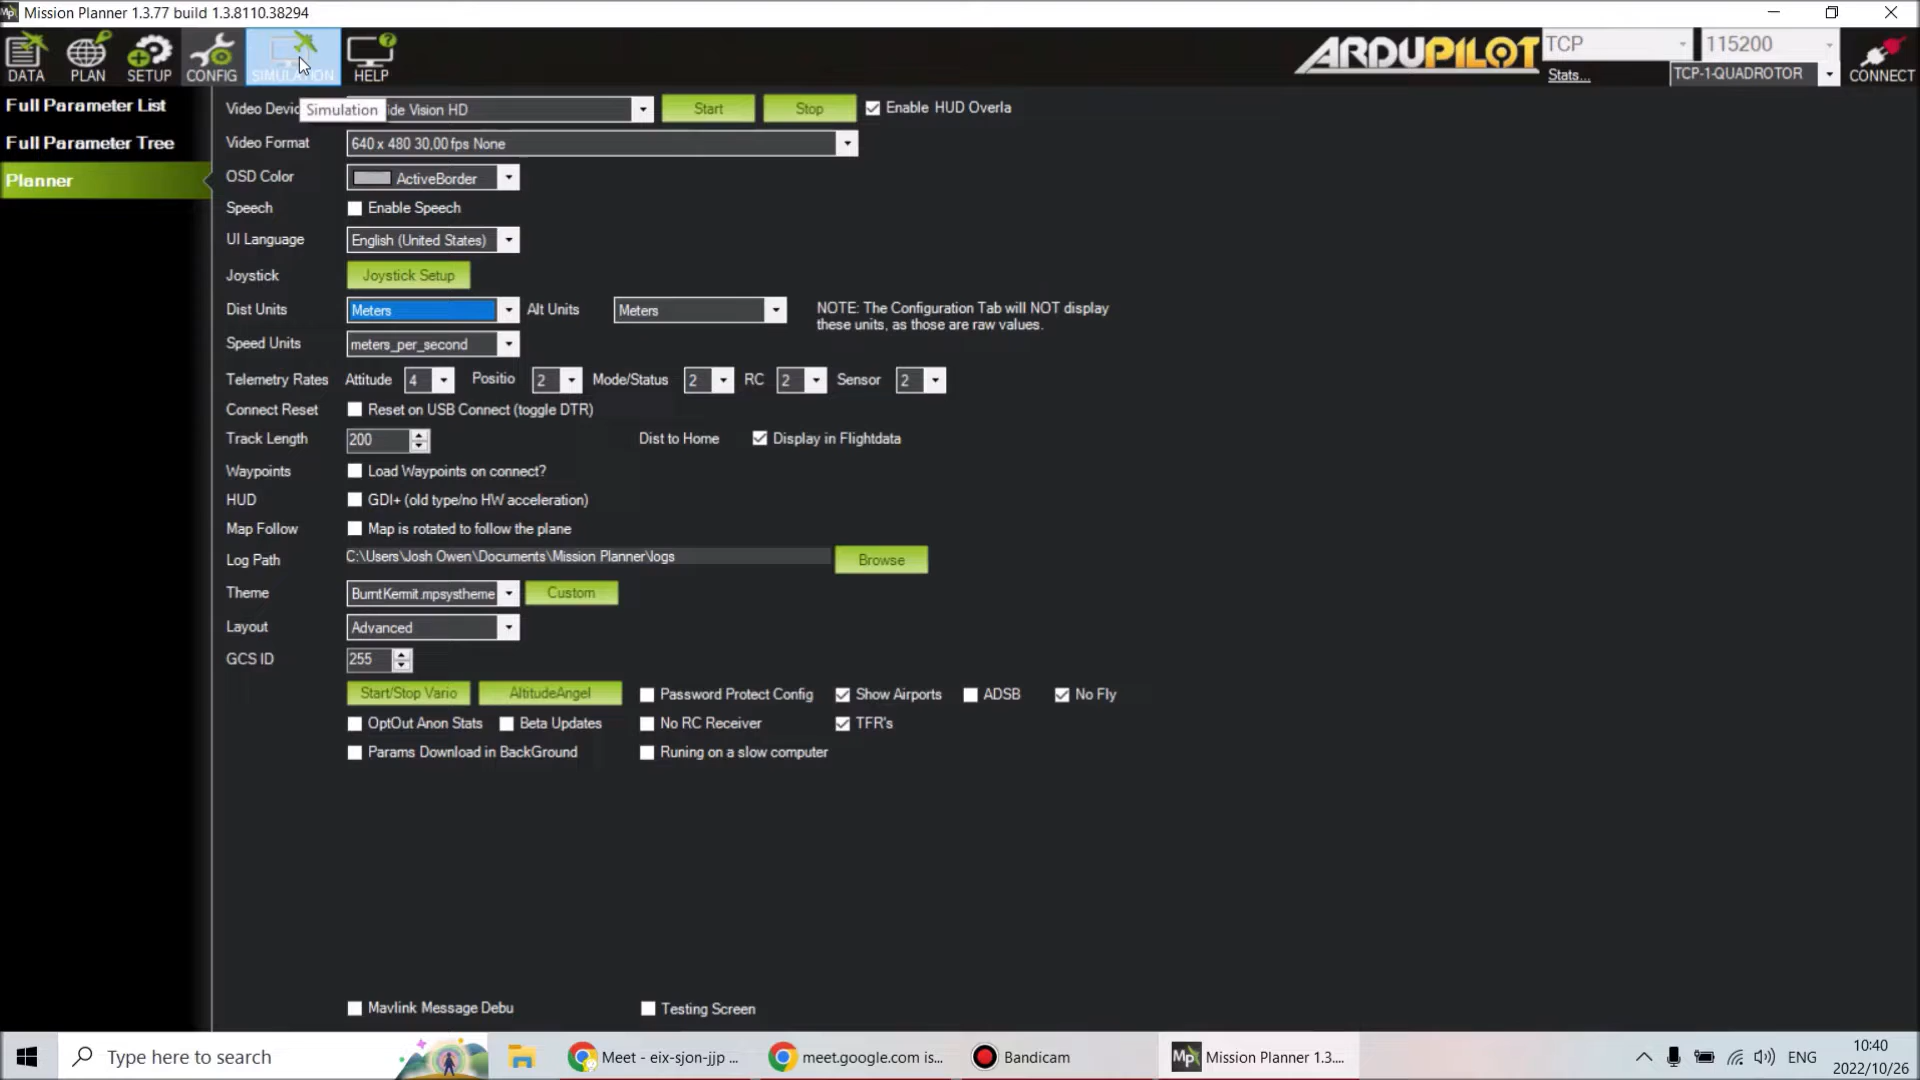 Mission Planner 1.3.77 build 1.3.8110.38294
DATA PLAN SETUP CONFIG SIMULATION HELP
ARDUPILOT
TCP 115200
Stats... TCP-1-QUADROTOR
CONNECT
Full Parameter List
Full Parameter Tree
Planner
Simulation
ide Vision HD Start Stop Enable HUD Overla
Video Format 640 x 480 30,00 fps None
OSD Color ActiveBorder
Speech Enable Speech
UI Language English (United States)
Joystick Joystick Setup
Dist Units Meters Alt Units Meters
NOTE: The Configuration Tab will NOT display
these units, as those are raw values.
Speed Units meters_per_second
Telemetry Rates Attitude 4 Positio 2 Mode/Status 2 RC 2 Sensor 2
Connect Reset Reset on USB Connect (toggle DTR)
Track Length 200 Dist to Home Display in Flightdata
Waypoints Load Waypoints on connect?
HUD GDI+ (old type/no HW acceleration)
Map Follow Map is rotated to follow the plane
Log Path C:\Users\Josh Owen\Documents\Mission Planner\logs Browse
Theme BurntKermit.mpsystheme Custom
Layout Advanced
GCS ID 255
Start/Stop Vario AltitudeAngel Password Protect Config Show Airports ADSB No Fly
OptOut Anon Stats Beta Updates No RC Receiver TFR's
Params Download in BackGround Runing on a slow computer
Mavlink Message Debu Testing Screen
Type here to search
Meet - eix-sjon-jjp ...
meet.google.com is...
Bandicam
Mp Mission Planner 1.3....
ENG
10:40
2022/10/26